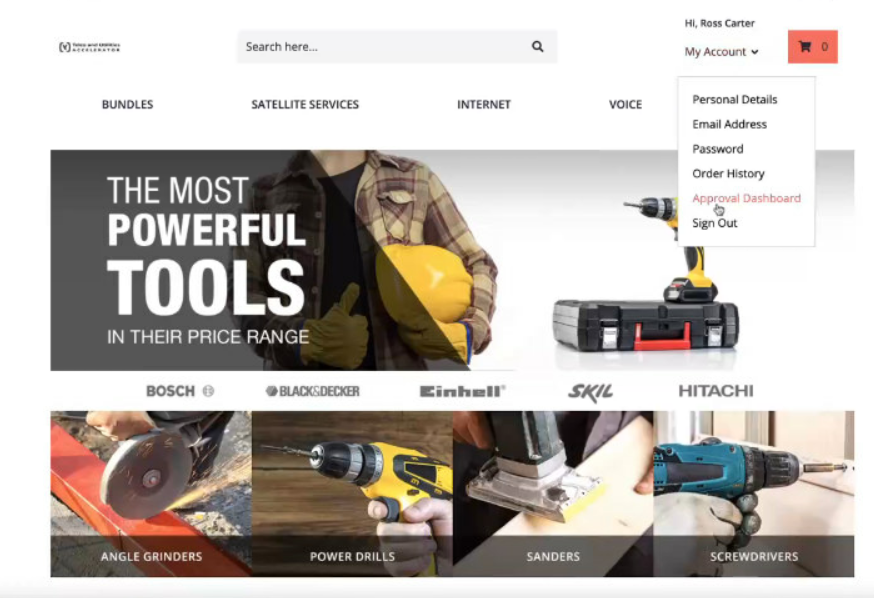 Hi, Ross Carter
Telco and Utilities
ACCELERATOR
Search here...
My Account
0
BUNDLES
SATELLITE SERVICES
INTERNET
VOICE
Personal Details
Email Address
Password
Order History
Approval Dashboard
Sign Out
THE MOST
POWERFUL
TOOLS
IN THEIR PRICE RANGE
BOSCH
BLACK&DECKER
Einhell®
SKIL
HITACHI
ANGLE GRINDERS
POWER DRILLS
SANDERS
SCREWDRIVERS